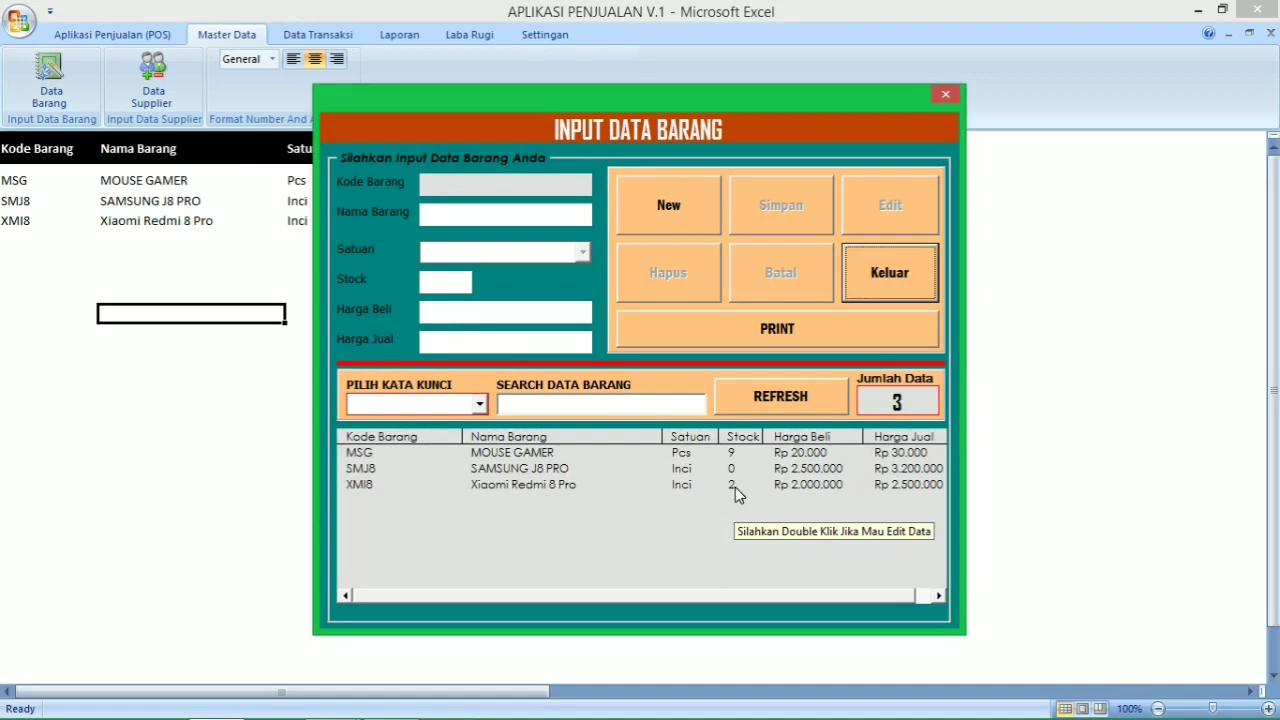 APLIKASI PENJUALAN V.1 - Microsoft Excel
Aplikasi Penjualan (POS) Master Data Data Transaksi Laporan Laba Rugi Settingan
General
Data Barang
Data Supplier
Input Data Barang Input Data Supplier Format Number And
Kode Barang Nama Barang Satu
MSG MOUSE GAMER Pcs
SMJ8 SAMSUNG J8 PRO Inci
XMI8 Xiaomi Redmi 8 Pro Inci
INPUT DATA BARANG
Silahkan Input Data Barang Anda
Kode Barang
Nama Barang
Satuan
Stock
Harga Beli
Harga Jual
New Simpan Edit
Hapus Batal Keluar
PRINT
PILIH KATA KUNCI SEARCH DATA BARANG REFRESH Jumlah Data
3
Kode Barang Nama Barang Satuan Stock Harga Beli Harga Jual
MSG MOUSE GAMER Pcs 9 Rp 20.000 Rp 30.000
SMJ8 SAMSUNG J8 PRO Inci 0 Rp 2.500.000 Rp 3.200.000
XMI8 Xiaomi Redmi 8 Pro Inci 2 Rp 2.000.000 Rp 2.500.000
Silahkan Double Klik Jika Mau Edit Data
Ready 100%